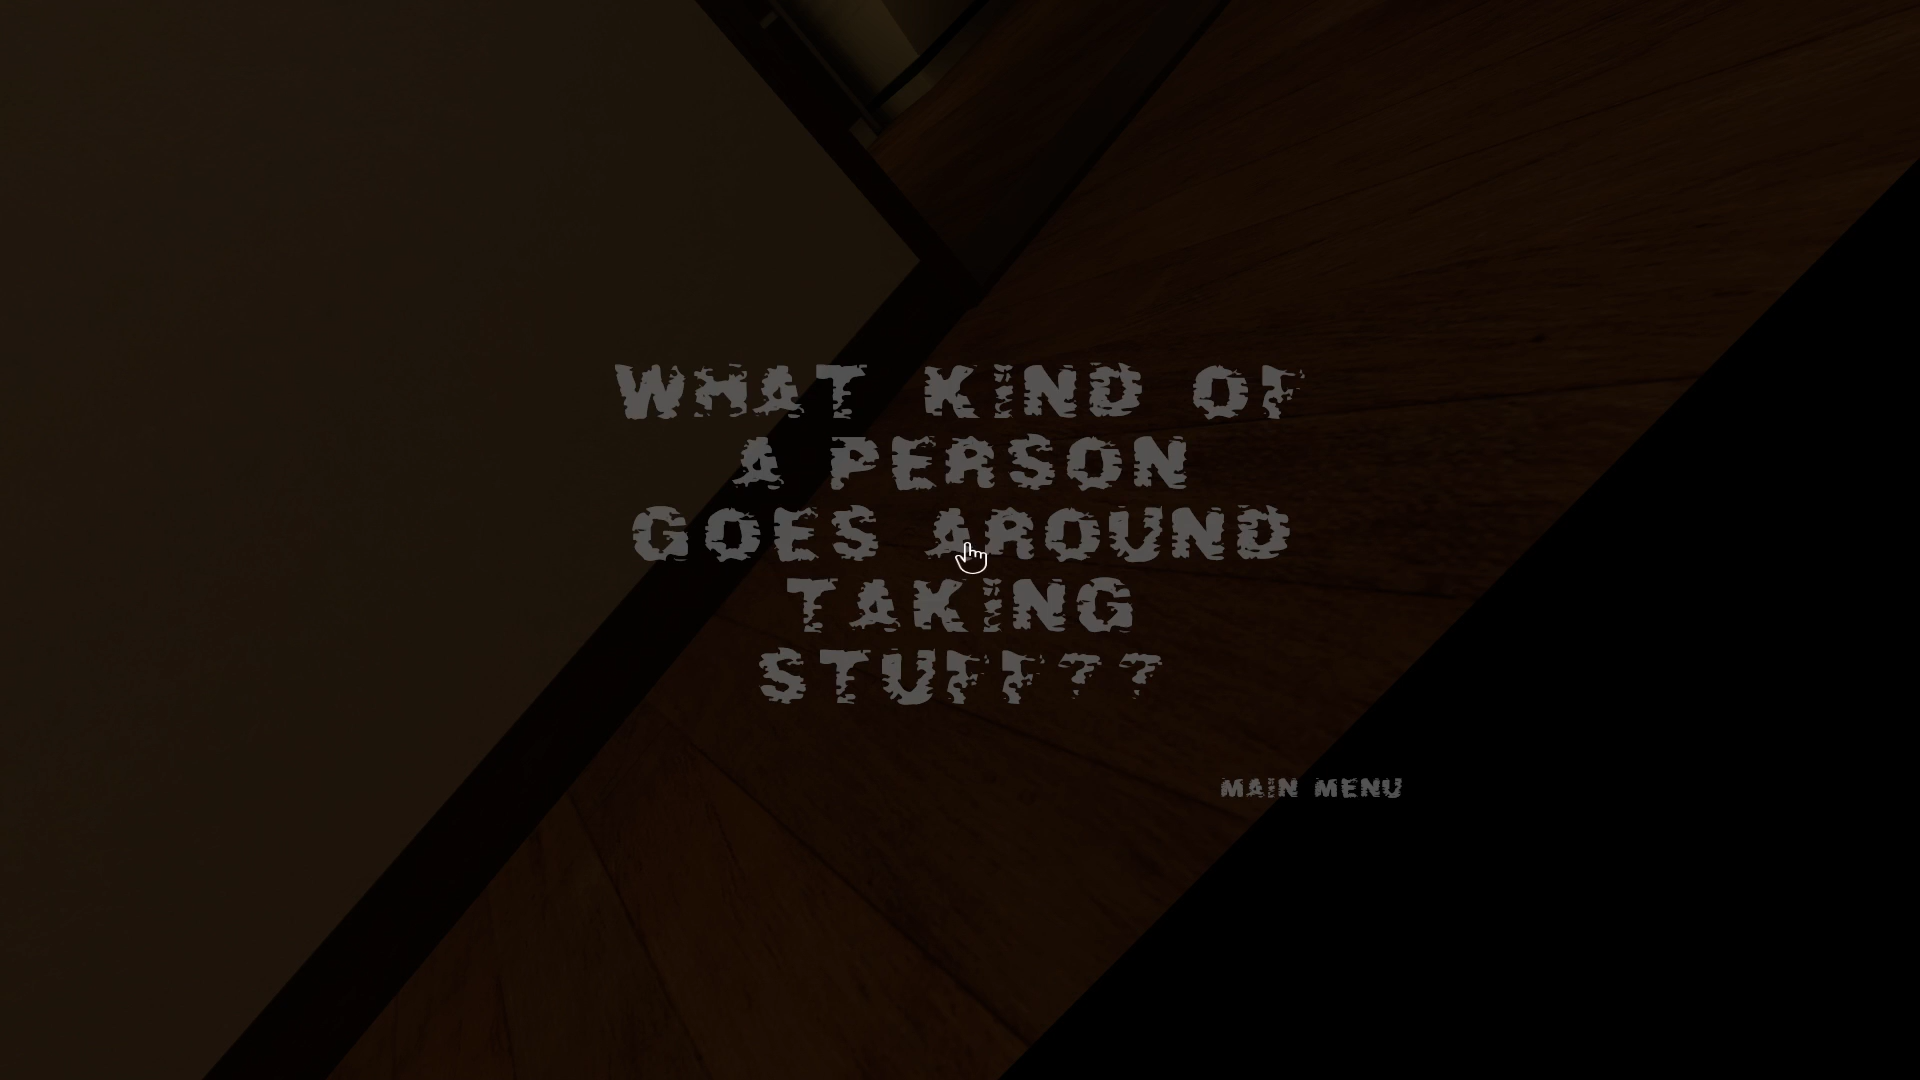 WHAT KIND OF
A PERSON
GOES AROUND
TAKING
STUFF??
MAIN MENU